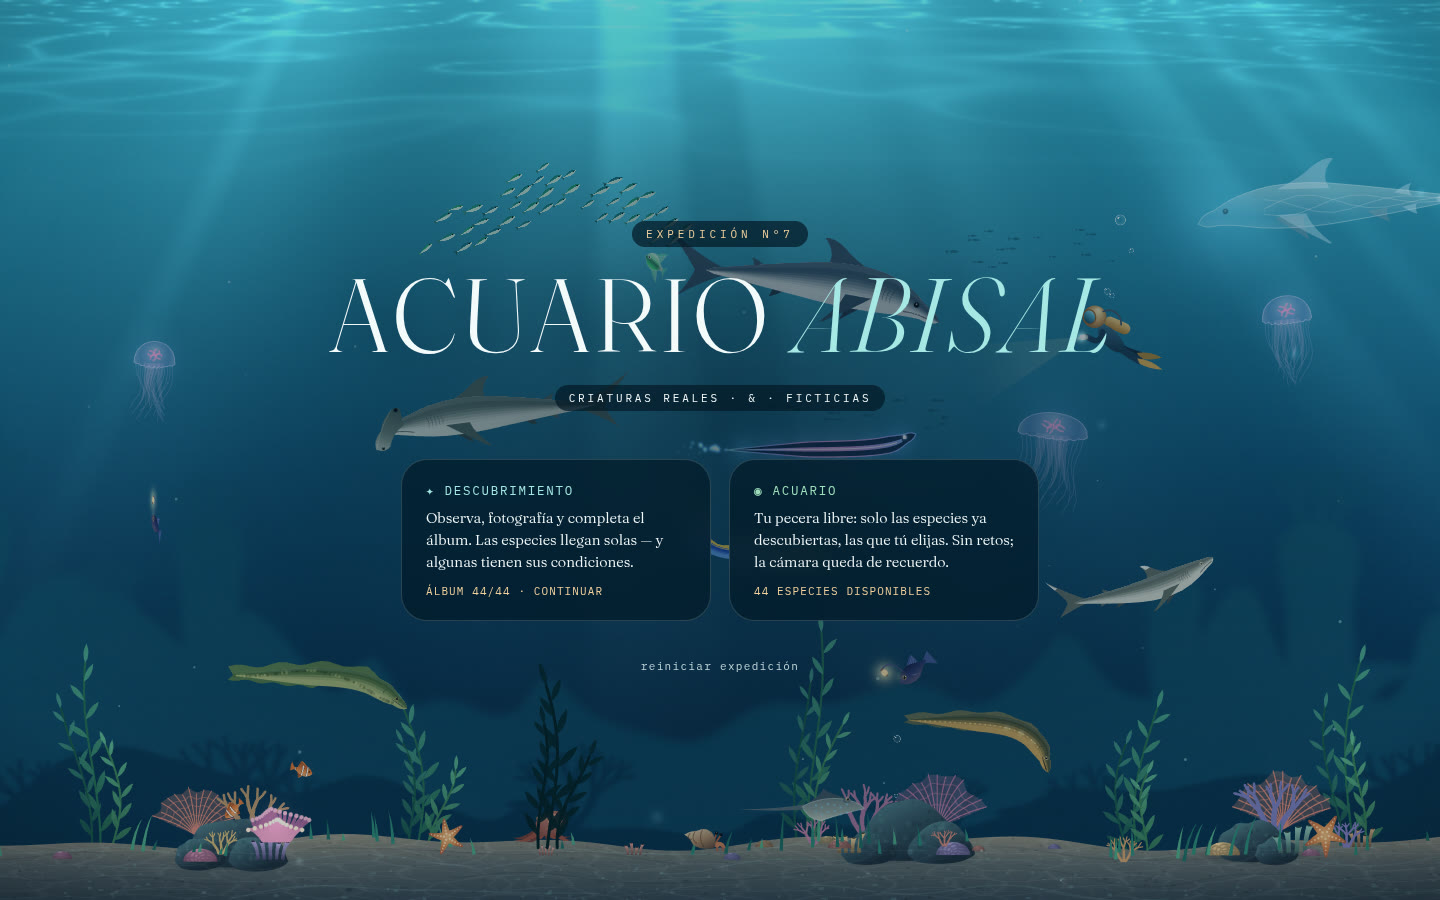 EXPEDICIÓN Nº7
ACUARIO ABISAL
CRIATURAS REALES · & · FICTICIAS
✦ DESCUBRIMIENTO
Observa, fotografía y completa el
álbum. Las especies llegan solas — y
algunas tienen sus condiciones.
ÁLBUM 44/44 · CONTINUAR
◉ ACUARIO
Tu pecera libre: solo las especies ya
descubiertas, las que tú elijas. Sin retos;
la cámara queda de recuerdo.
44 ESPECIES DISPONIBLES
reiniciar expedición